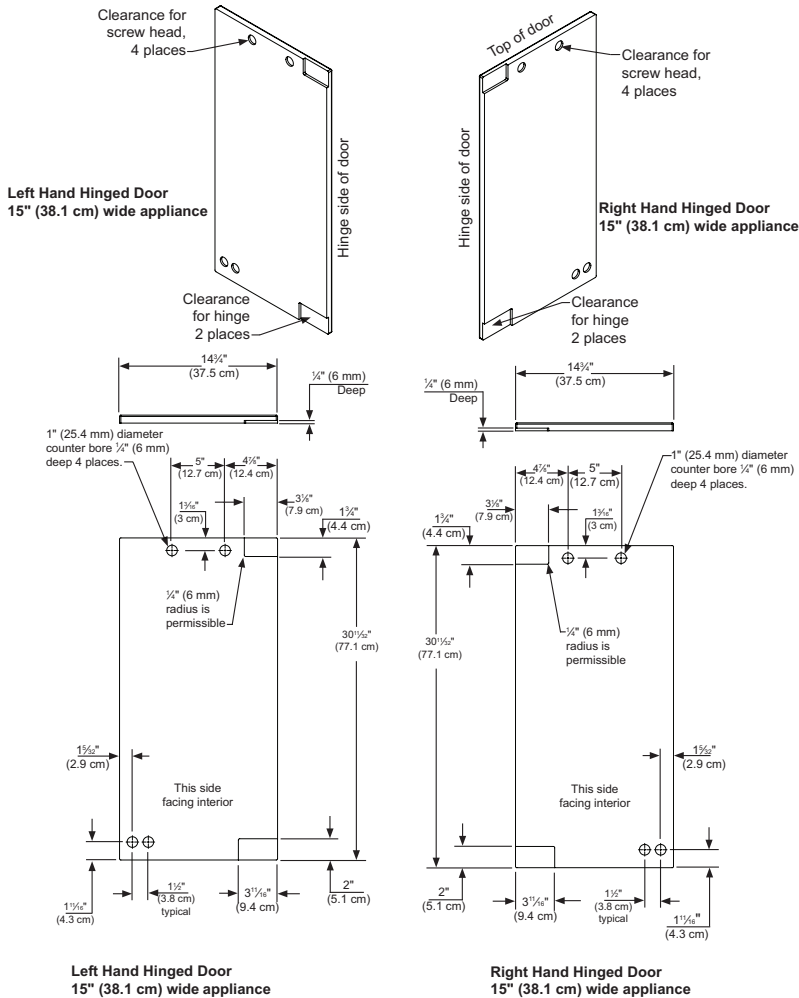 Clearance for
screw head,
4 places
Top of door
Clearance for
screw head,
4 places
Hinge side of door
Hinge side of door
Left Hand Hinged Door
15" (38.1 cm) wide appliance
Right Hand Hinged Door
15" (38.1 cm) wide appliance
Clearance
for hinge
2 places
Clearance
for hinge
2 places
14¾"
(37.5 cm)
¼" (6 mm)
Deep
1" (25.4 mm) diameter
counter bore ¼" (6 mm)
deep 4 places.
5"
(12.7 cm)
4⅞"
(12.4 cm)
1³⁄₁₆"
(3 cm)
3⅛"
(7.9 cm)
1¾"
(4.4 cm)
¼" (6 mm)
radius is
permissible
30¹¹⁄₃₂"
(77.1 cm)
1⁵⁄₃₂"
(2.9 cm)
This side
facing interior
1¹¹⁄₁₆"
(4.3 cm)
1½"
(3.8 cm)
typical
3¹¹⁄₁₆"
(9.4 cm)
2"
(5.1 cm)
Left Hand Hinged Door
15" (38.1 cm) wide appliance
14¾"
(37.5 cm)
¼" (6 mm)
Deep
4⅞"
(12.4 cm)
5"
(12.7 cm)
1" (25.4 mm) diameter
counter bore ¼" (6 mm)
deep 4 places.
3⅛"
(7.9 cm)
1³⁄₁₆"
(3 cm)
1¾"
(4.4 cm)
¼" (6 mm)
radius is
permissible
30¹¹⁄₃₂"
(77.1 cm)
1⁵⁄₃₂"
(2.9 cm)
This side
facing interior
2"
(5.1 cm)
3¹¹⁄₁₆"
(9.4 cm)
1½"
(3.8 cm)
typical
1¹¹⁄₁₆"
(4.3 cm)
Right Hand Hinged Door
15" (38.1 cm) wide appliance